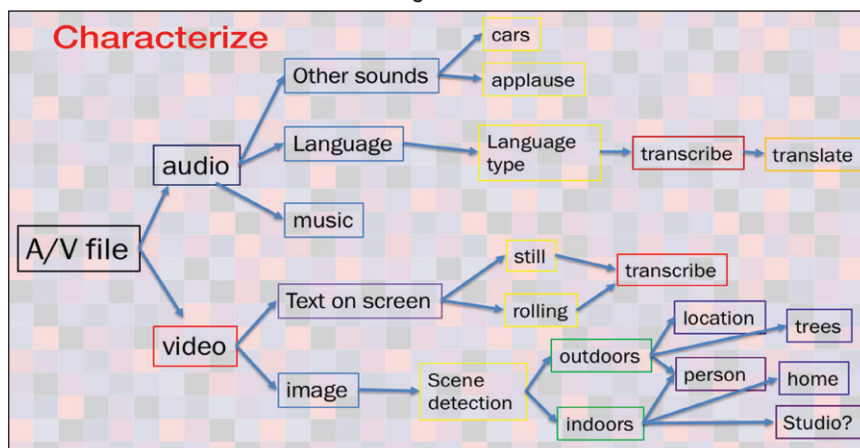 Characterize
cars
Other sounds
applause
Language
Language
type
transcribe
translate
audio
music
A/V file
still
transcribe
Text on screen
rolling
location
trees
video
outdoors
person
home
image
Scene
detection
indoors
Studio?